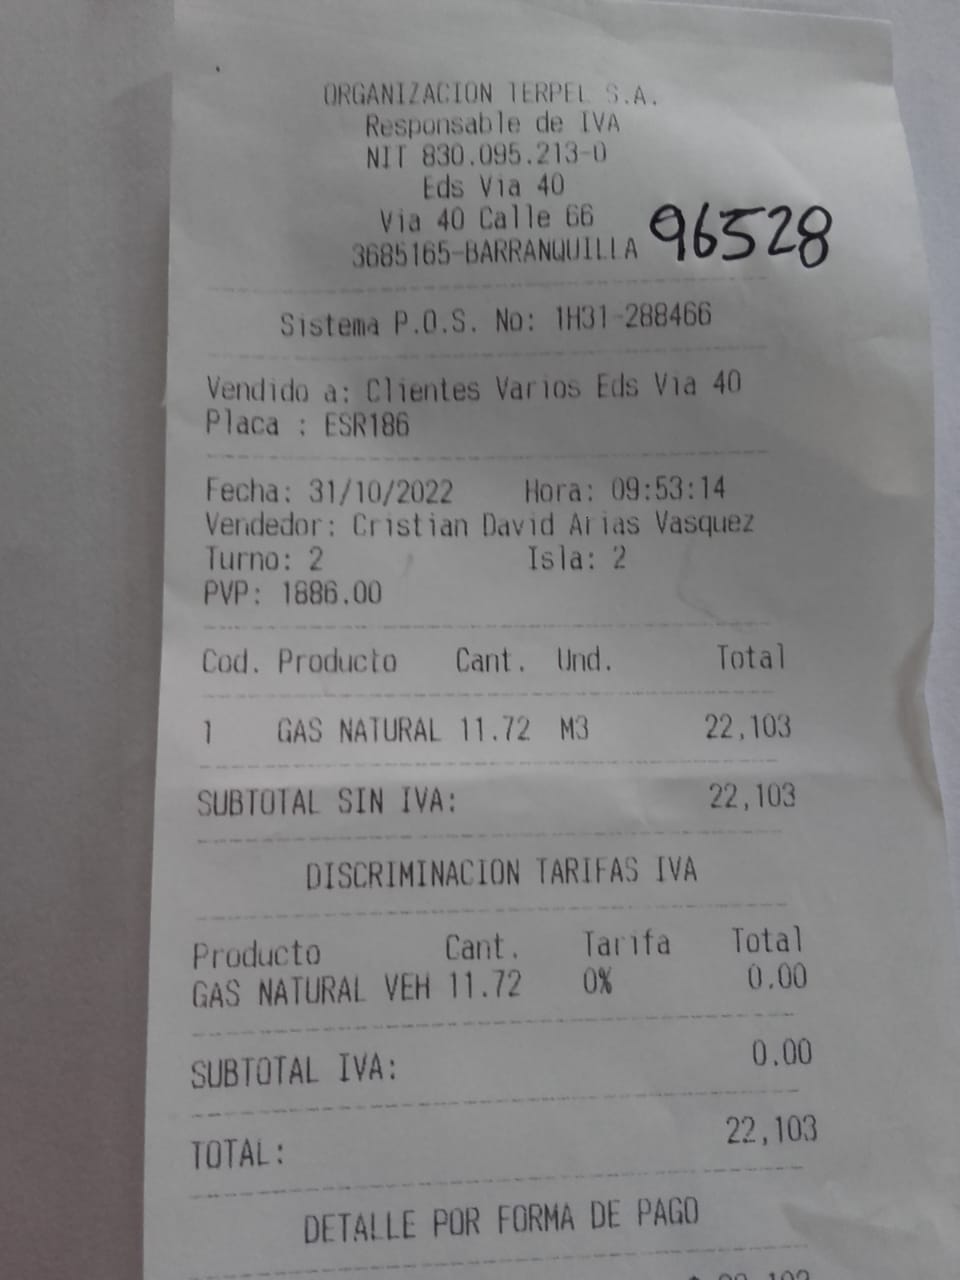 ORGANIZACION TERPEL S.A.
Responsable de IVA
NIT 830.095.213-0
Eds Via 40
Via 40 Calle 66
3685165-BARRANQUILLA
96528
Sistema P.O.S. No: 1H31-288466
Vendido a: Clientes Varios Eds Via 40
Placa : ESR186
Fecha: 31/10/2022 Hora: 09:53:14
Vendedor: Cristian David Arias Vasquez
Turno: 2 Isla: 2
PVP: 1886.00
Cod. Producto Cant. Und. Total
1 GAS NATURAL 11.72 M3 22,103
SUBTOTAL SIN IVA: 22,103
DISCRIMINACION TARIFAS IVA
Producto Cant. Tarifa Total
GAS NATURAL VEH 11.72 0% 0.00
SUBTOTAL IVA: 0.00
TOTAL: 22,103
DETALLE POR FORMA DE PAGO